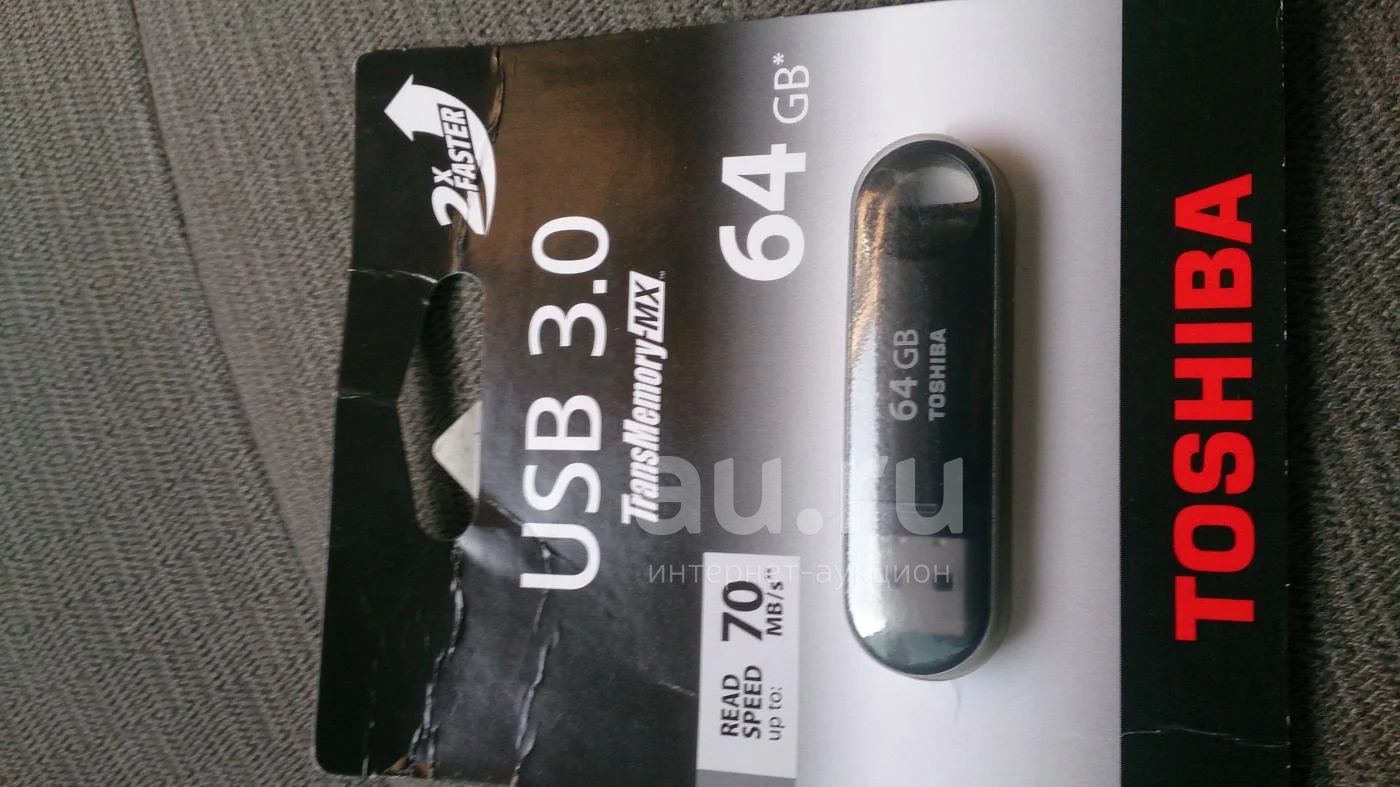 2X
FASTER
USB 3.0
TransMemory-MX™
64 GB*
READ
SPEED
up to:
70
MB/s**
64 GB
TOSHIBA
TOSHIBA
au.ru
интернет-аукцион